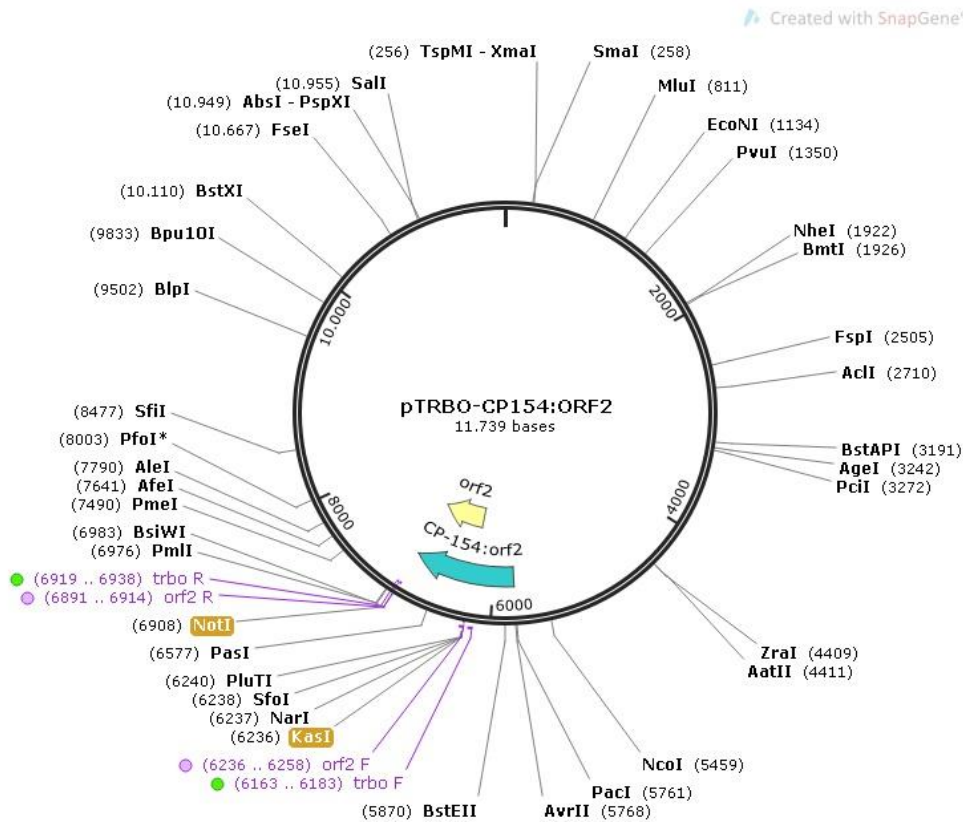 Created with SnapGene
(256) TspMI - XmaI
SmaI (258)
(10.955) SalI
(10.949) AbsI - PspXI
(10.667) FseI
MluI (811)
EcoNI (1134)
PvuI (1350)
(10.110) BstXI
(9833) Bpu10I
(9502) BlpI
NheI (1922)
BmtI (1926)
10.000
2000
FspI (2505)
AclI (2710)
pTRBO-CP154:ORF2
11.739 bases
(8477) SfiI
(8003) PfoI*
(7790) AleI
(7641) AfeI
(7490) PmeI
(6983) BsiWI
(6976) PmlI
BstAPI (3191)
AgeI (3242)
PciI (3272)
orf2
8000
4000
CP-154:orf2
6000
(6919 .. 6938) trbo R
(6891 .. 6914) orf2 R
(6908) NotI
(6577) PasI
(6240) PluTI
(6238) SfoI
(6237) NarI
(6236) KasI
(6236 .. 6258) orf2 F
(6163 .. 6183) trbo F
ZraI (4409)
AatII (4411)
NcoI (5459)
PacI (5761)
AvrII (5768)
(5870) BstEII